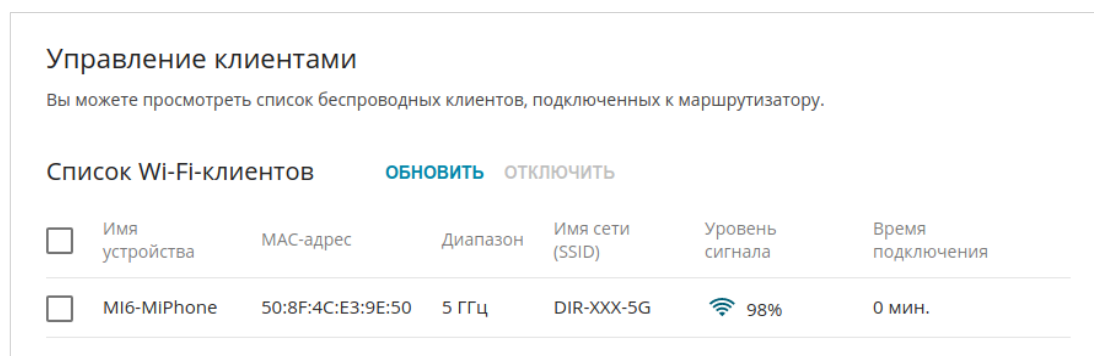 Управление клиентами
Вы можете просмотреть список беспроводных клиентов, подключенных к маршрутизатору.
Список Wi-Fi-клиентов ОБНОВИТЬ ОТКЛЮЧИТЬ
Имя устройства MAC-адрес Диапазон Имя сети (SSID) Уровень сигнала Время подключения
MI6-MiPhone 50:8F:4C:E3:9E:50 5 ГГц DIR-XXX-5G 98% 0 мин.